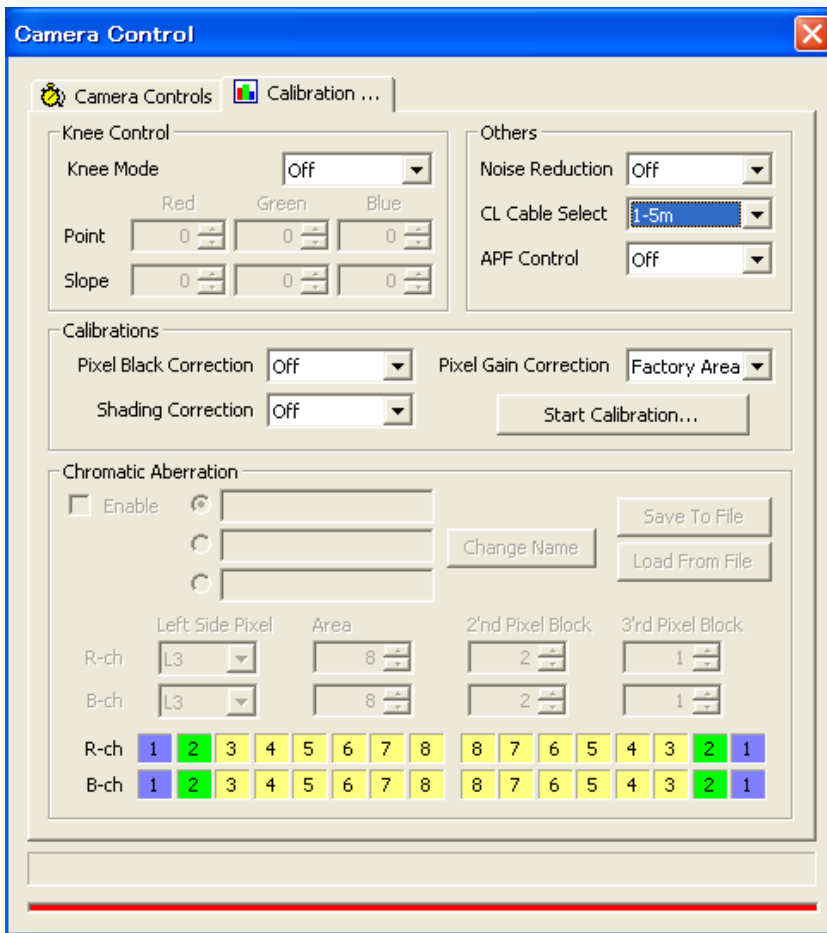 Camera Control
Camera Controls Calibration ...
Knee Control
Knee Mode Off
Red Green Blue
Point 0 0 0
Slope 0 0 0
Others
Noise Reduction Off
CL Cable Select 1-5m
APF Control Off
Calibrations
Pixel Black Correction Off Pixel Gain Correction Factory Area
Shading Correction Off Start Calibration...
Chromatic Aberration
Enable
Change Name
Save To File
Load From File
Left Side Pixel Area 2'nd Pixel Block 3'rd Pixel Block
R-ch L3 8 2 1
B-ch L3 8 2 1
R-ch 1 2 3 4 5 6 7 8 8 7 6 5 4 3 2 1
B-ch 1 2 3 4 5 6 7 8 8 7 6 5 4 3 2 1